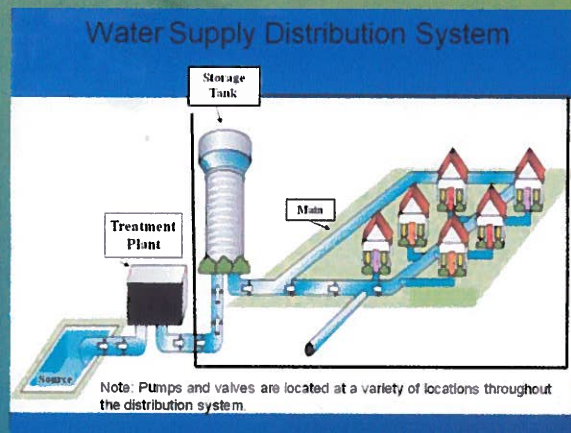 Water Supply Distribution System
Storage
Tank
Main
Treatment
Plant
Source
Note: Pumps and valves are located at a variety of locations throughout
the distribution system.